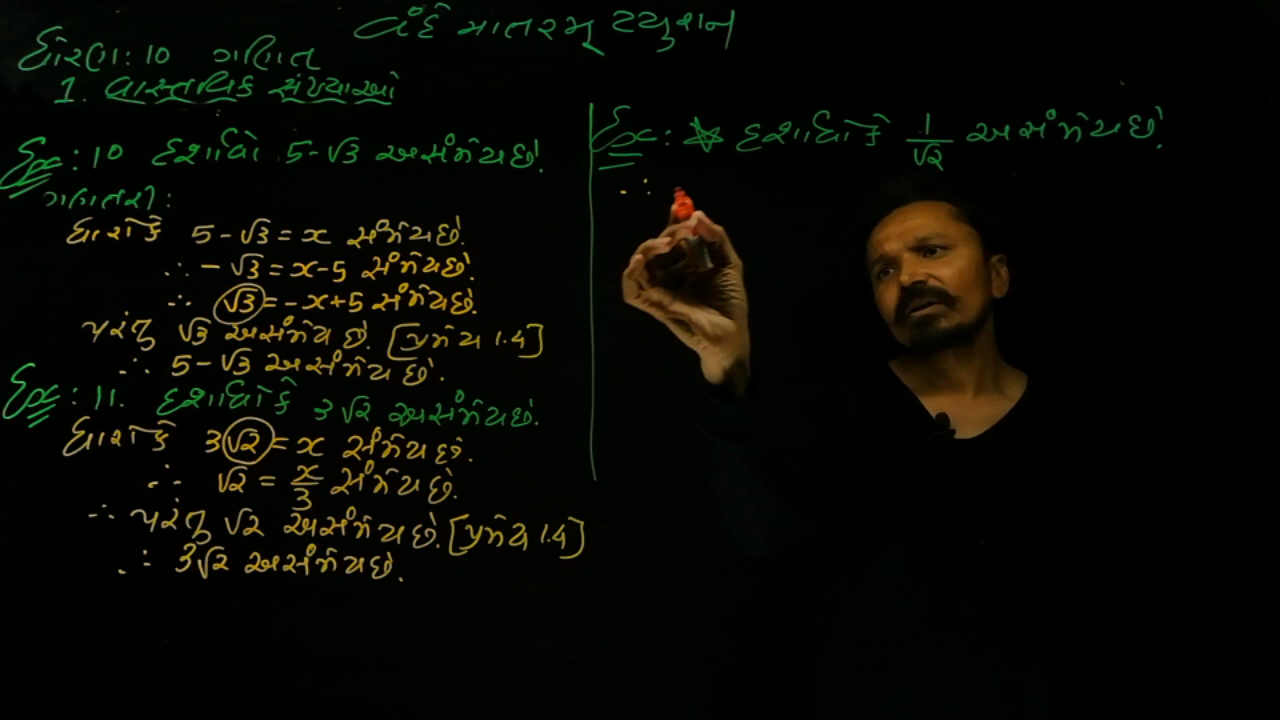 વંદે માતરમ્ ટ્યુશન
ધોરણ: 10 ગણિત
1. વાસ્તવિક સંખ્યાઓ
Ex: 10 દર્શાવો 5-√3 અસંમેય છે.
ગણતરી:
ધારોકે 5-√3 = x સંમેય છે.
∴ -√3 = x-5 સંમેય છે.
∴ √3 = -x+5 સંમેય છે.
પરંતુ √3 અસંમેય છે. [પ્રમેય 1.4]
∴ 5-√3 અસંમેય છે.
Ex: 11. દર્શાવોકે 3√2 અસંમેય છે.
ધારોકે 3√2 = x સંમેય છે.
∴ √2 = x/3 સંમેય છે.
∴ પરંતુ √2 અસંમેય છે. [પ્રમેય 1.4]
∴ 3√2 અસંમેય છે.
Ex: ☆ દર્શાવોકે 1/√2 અસંમેય છે.
∴